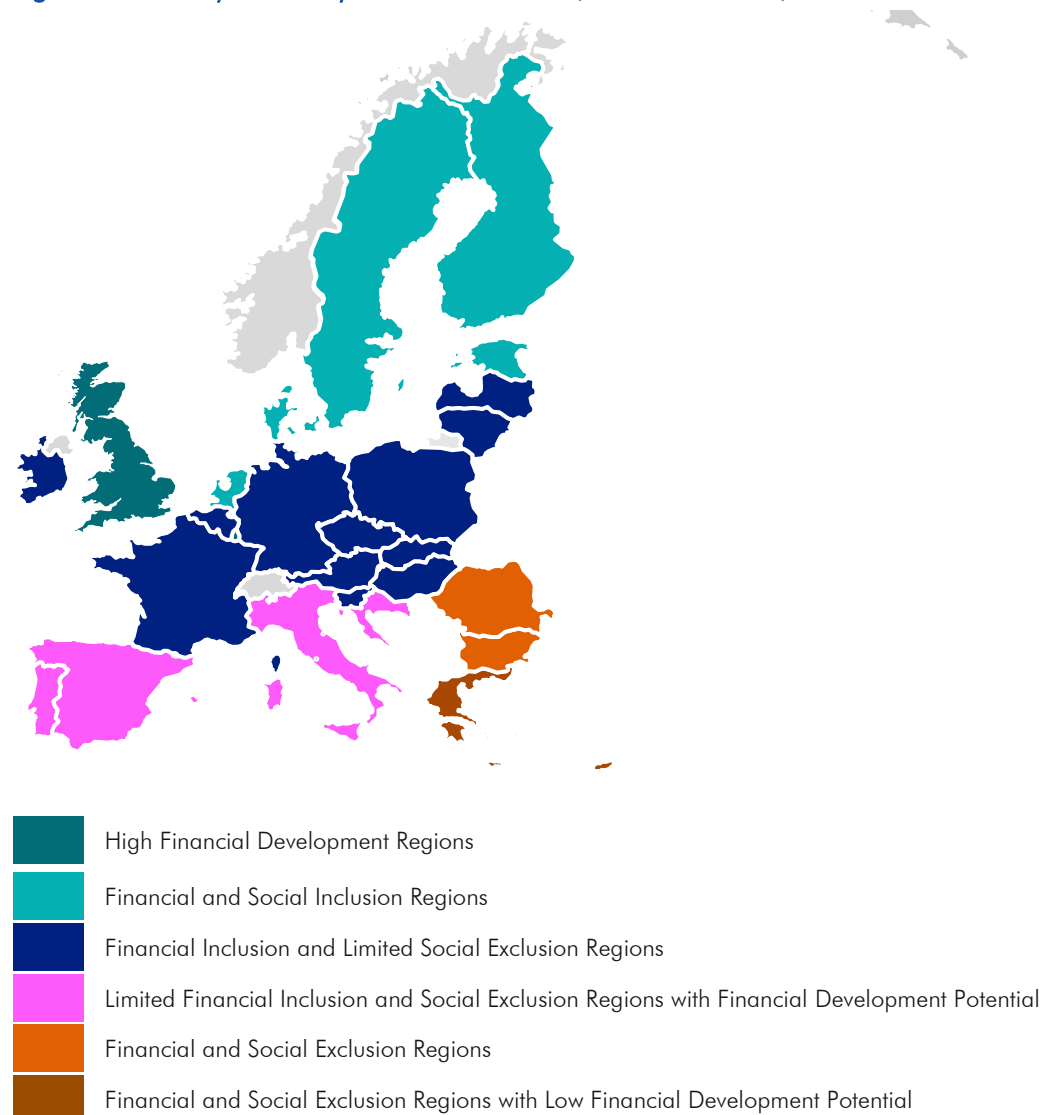 High Financial Development Regions
Financial and Social Inclusion Regions
Financial Inclusion and Limited Social Exclusion Regions
Limited Financial Inclusion and Social Exclusion Regions with Financial Development Potential
Financial and Social Exclusion Regions
Financial and Social Exclusion Regions with Low Financial Development Potential